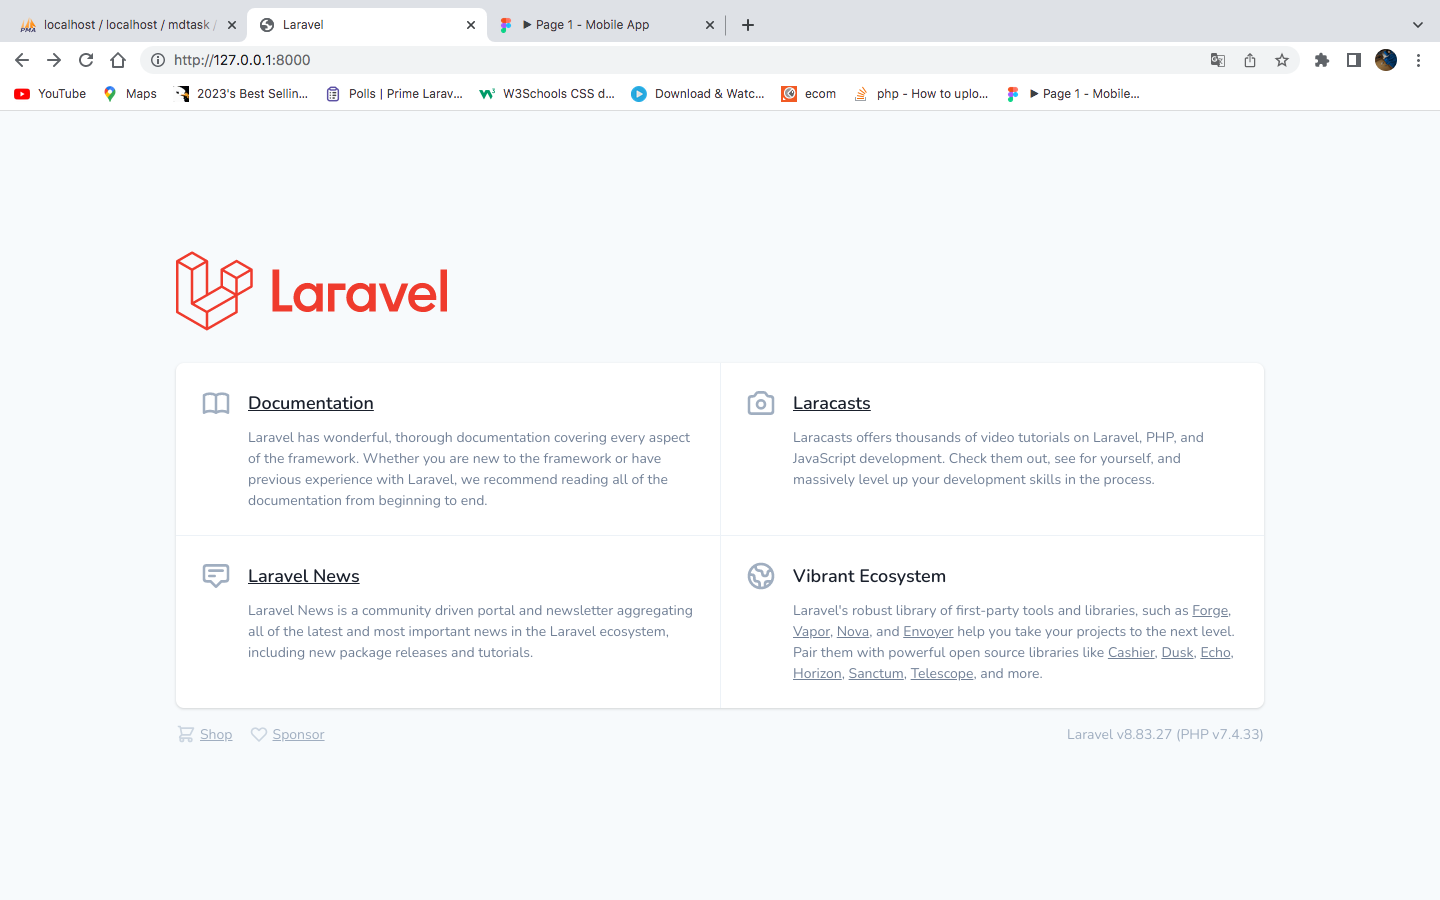 localhost / localhost / mdtask /
Laravel
▶ Page 1 - Mobile App
http://127.0.0.1:8000
YouTube
Maps
2023's Best Sellin...
Polls | Prime Larav...
W3Schools CSS d...
Download & Watc...
ecom
php - How to uplo...
▶ Page 1 - Mobile...
Laravel
Documentation
Laravel has wonderful, thorough documentation covering every aspect
of the framework. Whether you are new to the framework or have
previous experience with Laravel, we recommend reading all of the
documentation from beginning to end.
Laracasts
Laracasts offers thousands of video tutorials on Laravel, PHP, and
JavaScript development. Check them out, see for yourself, and
massively level up your development skills in the process.
Laravel News
Laravel News is a community driven portal and newsletter aggregating
all of the latest and most important news in the Laravel ecosystem,
including new package releases and tutorials.
Vibrant Ecosystem
Laravel's robust library of first-party tools and libraries, such as Forge,
Vapor, Nova, and Envoyer help you take your projects to the next level.
Pair them with powerful open source libraries like Cashier, Dusk, Echo,
Horizon, Sanctum, Telescope, and more.
Shop
Sponsor
Laravel v8.83.27 (PHP v7.4.33)